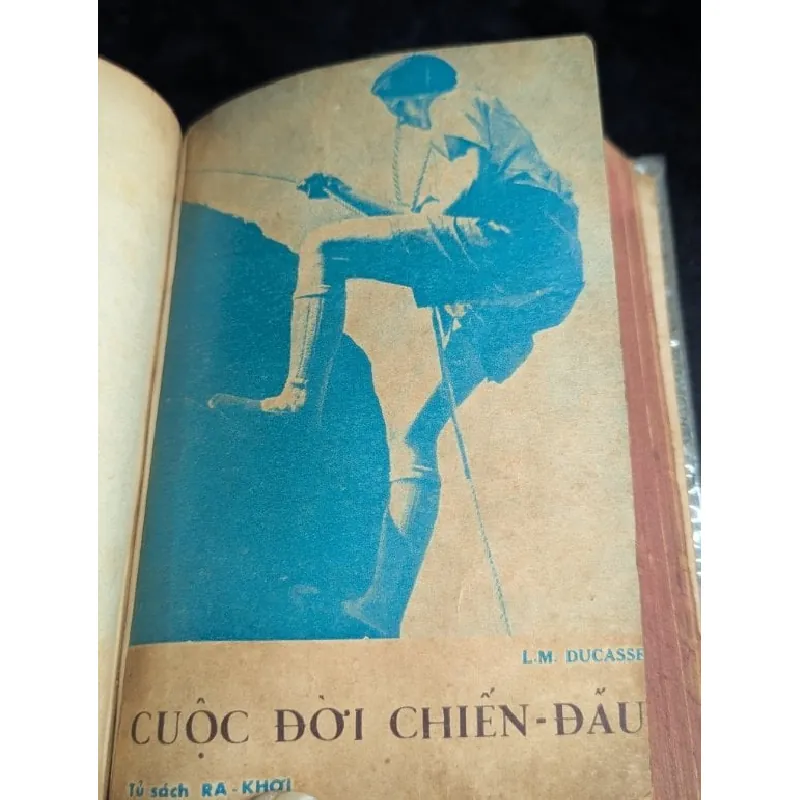 L.M. DUCASSE
CUỘC ĐỜI CHIẾN-ĐẤU
Tủ sách RA-KHƠI